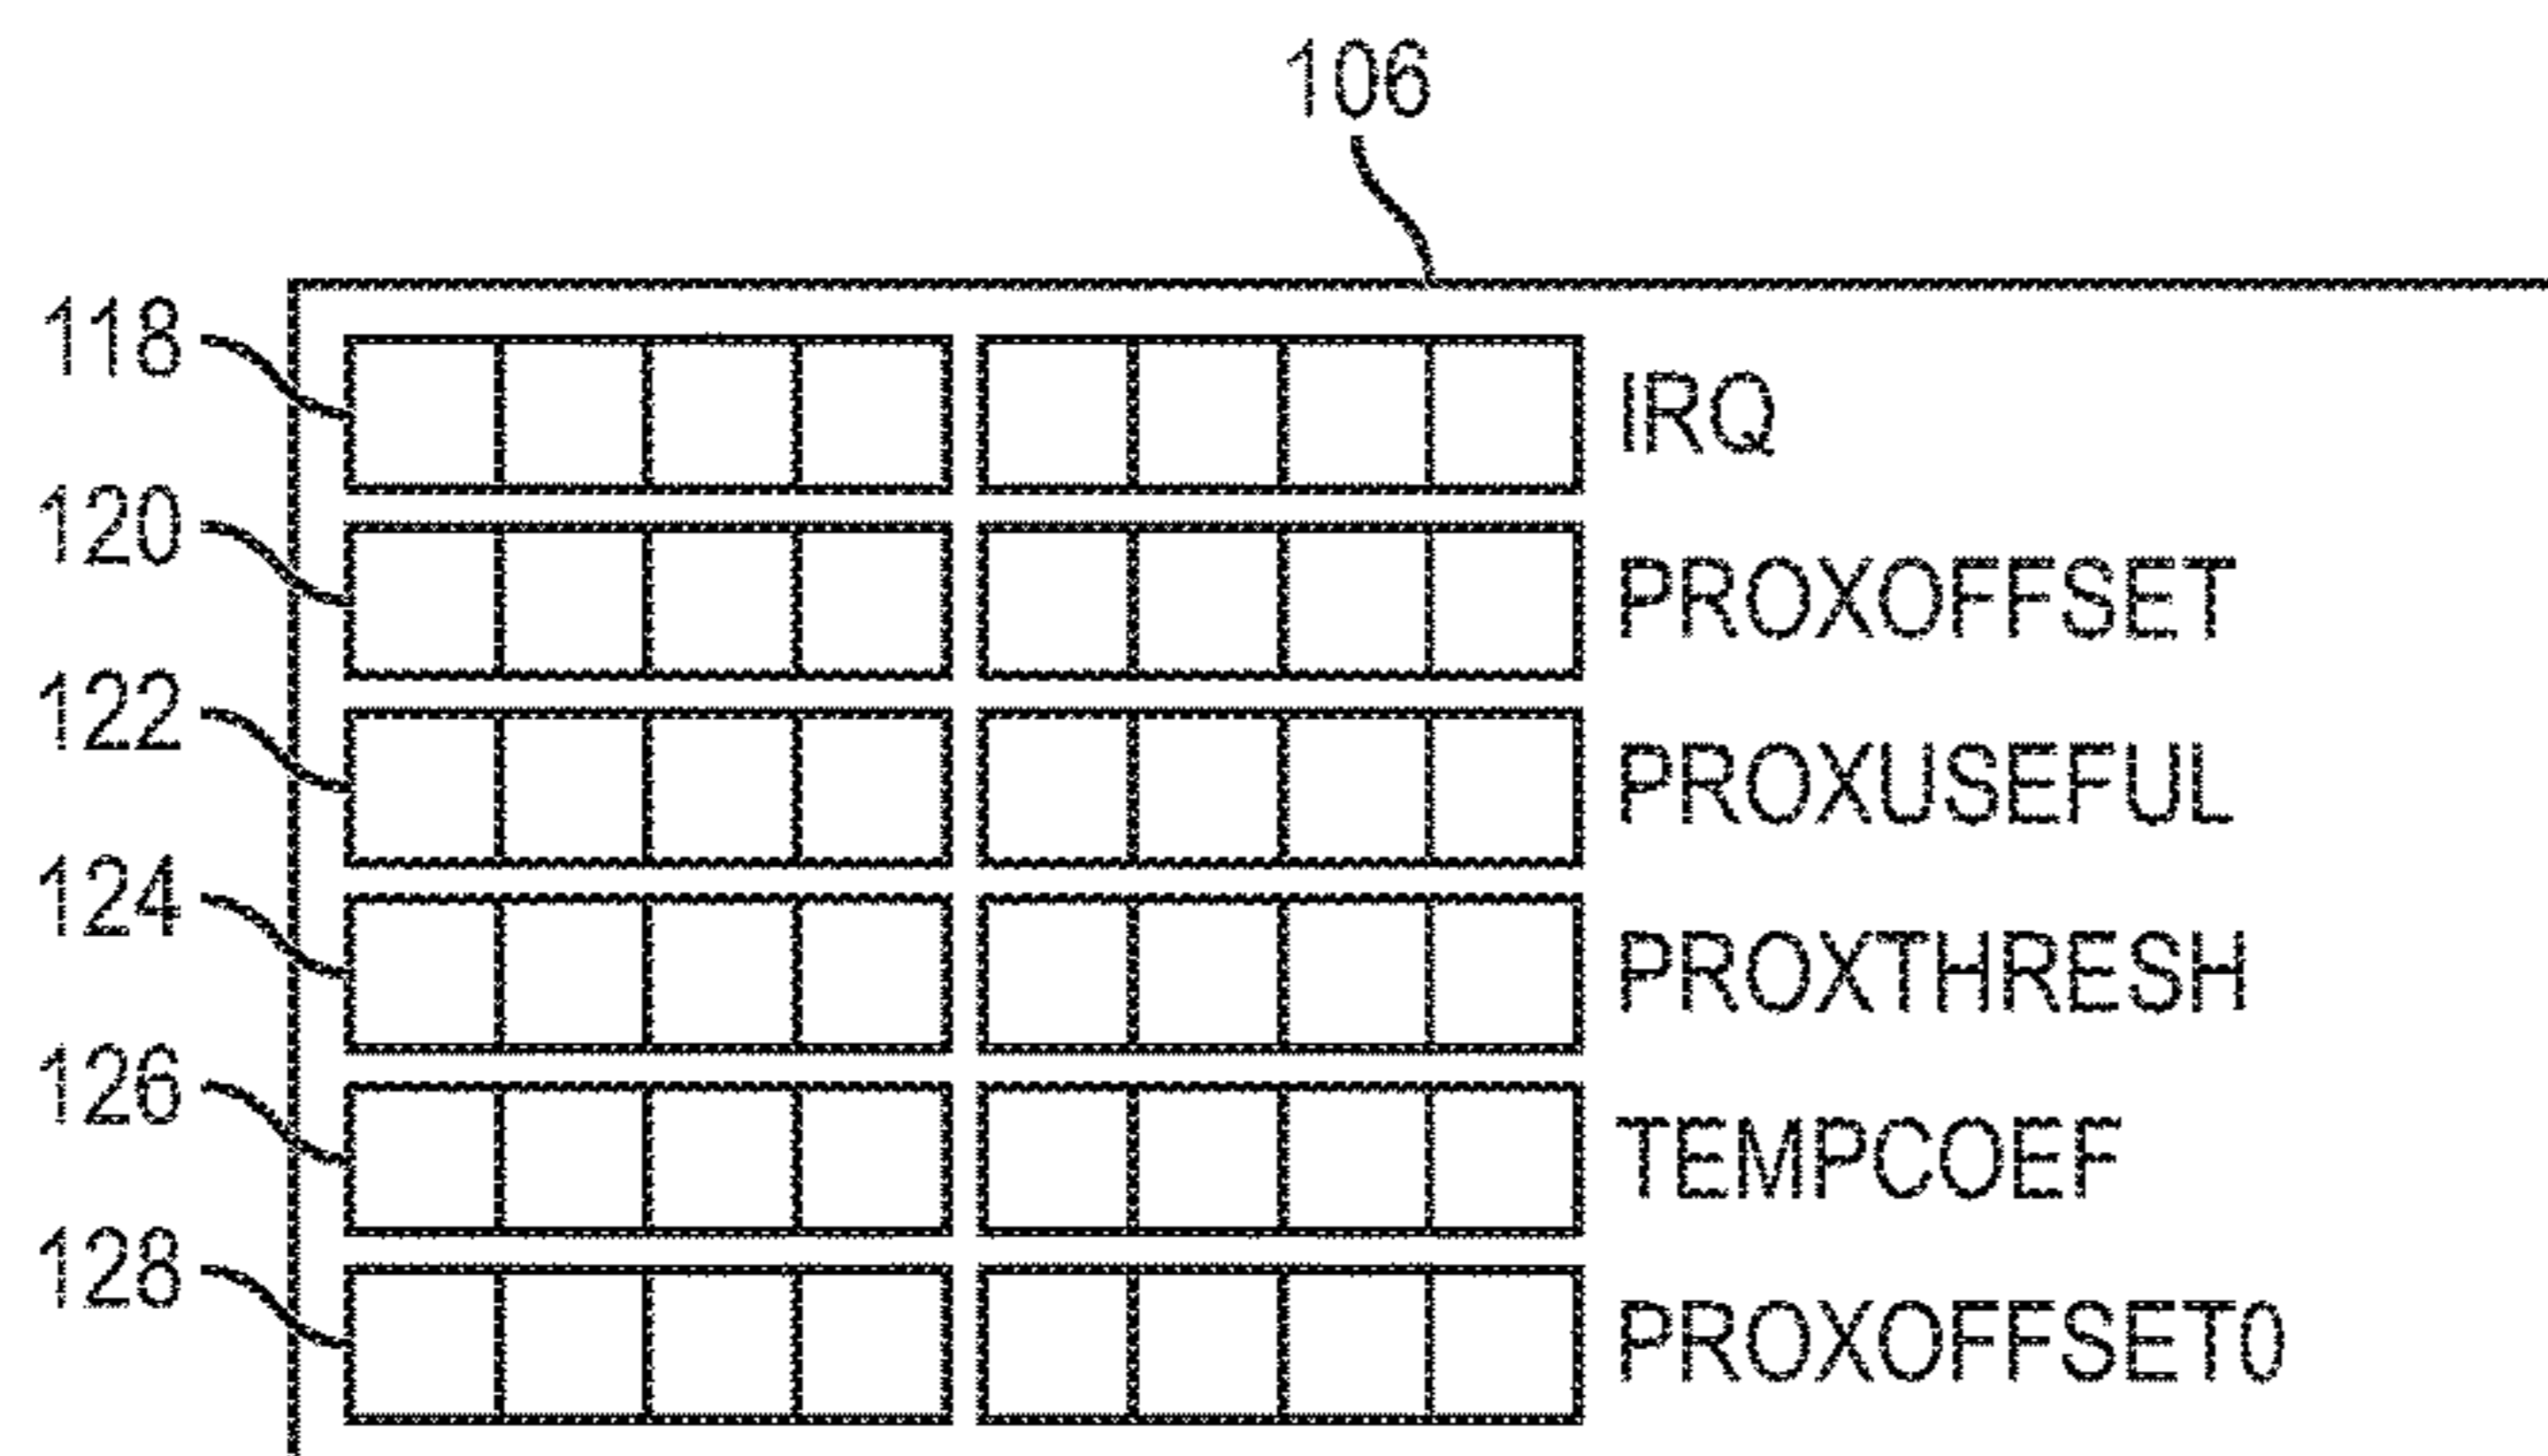 106
118 IRQ
120 PROXOFFSET
122 PROXUSEFUL
124 PROXTHRESH
126 TEMPCOEF
128 PROXOFFSET0